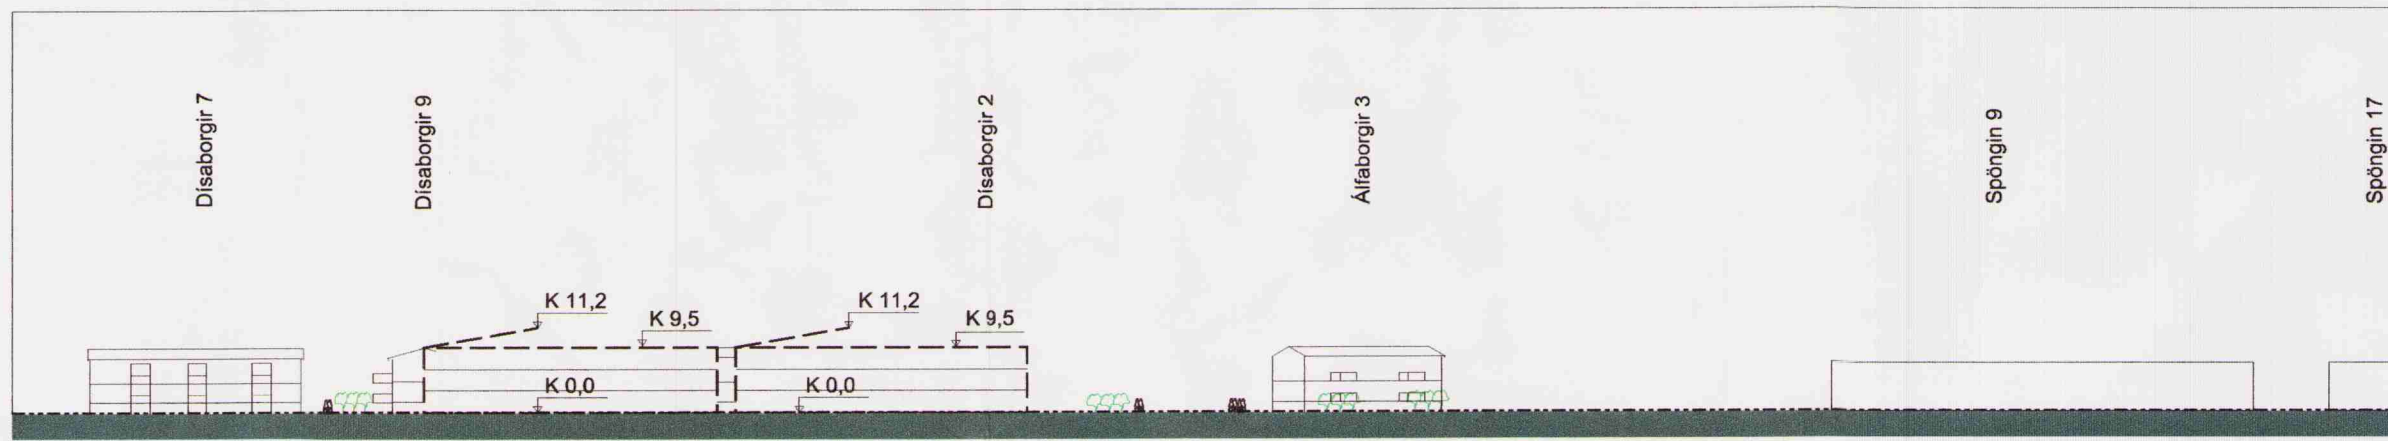 Dísaborgir 7
Dísaborgir 9
Dísaborgir 2
Álfaborgir 3
Spöngin 9
Spöngin 17
K 11,2
K 9,5
K 11,2
K 9,5
K 0,0
K 0,0